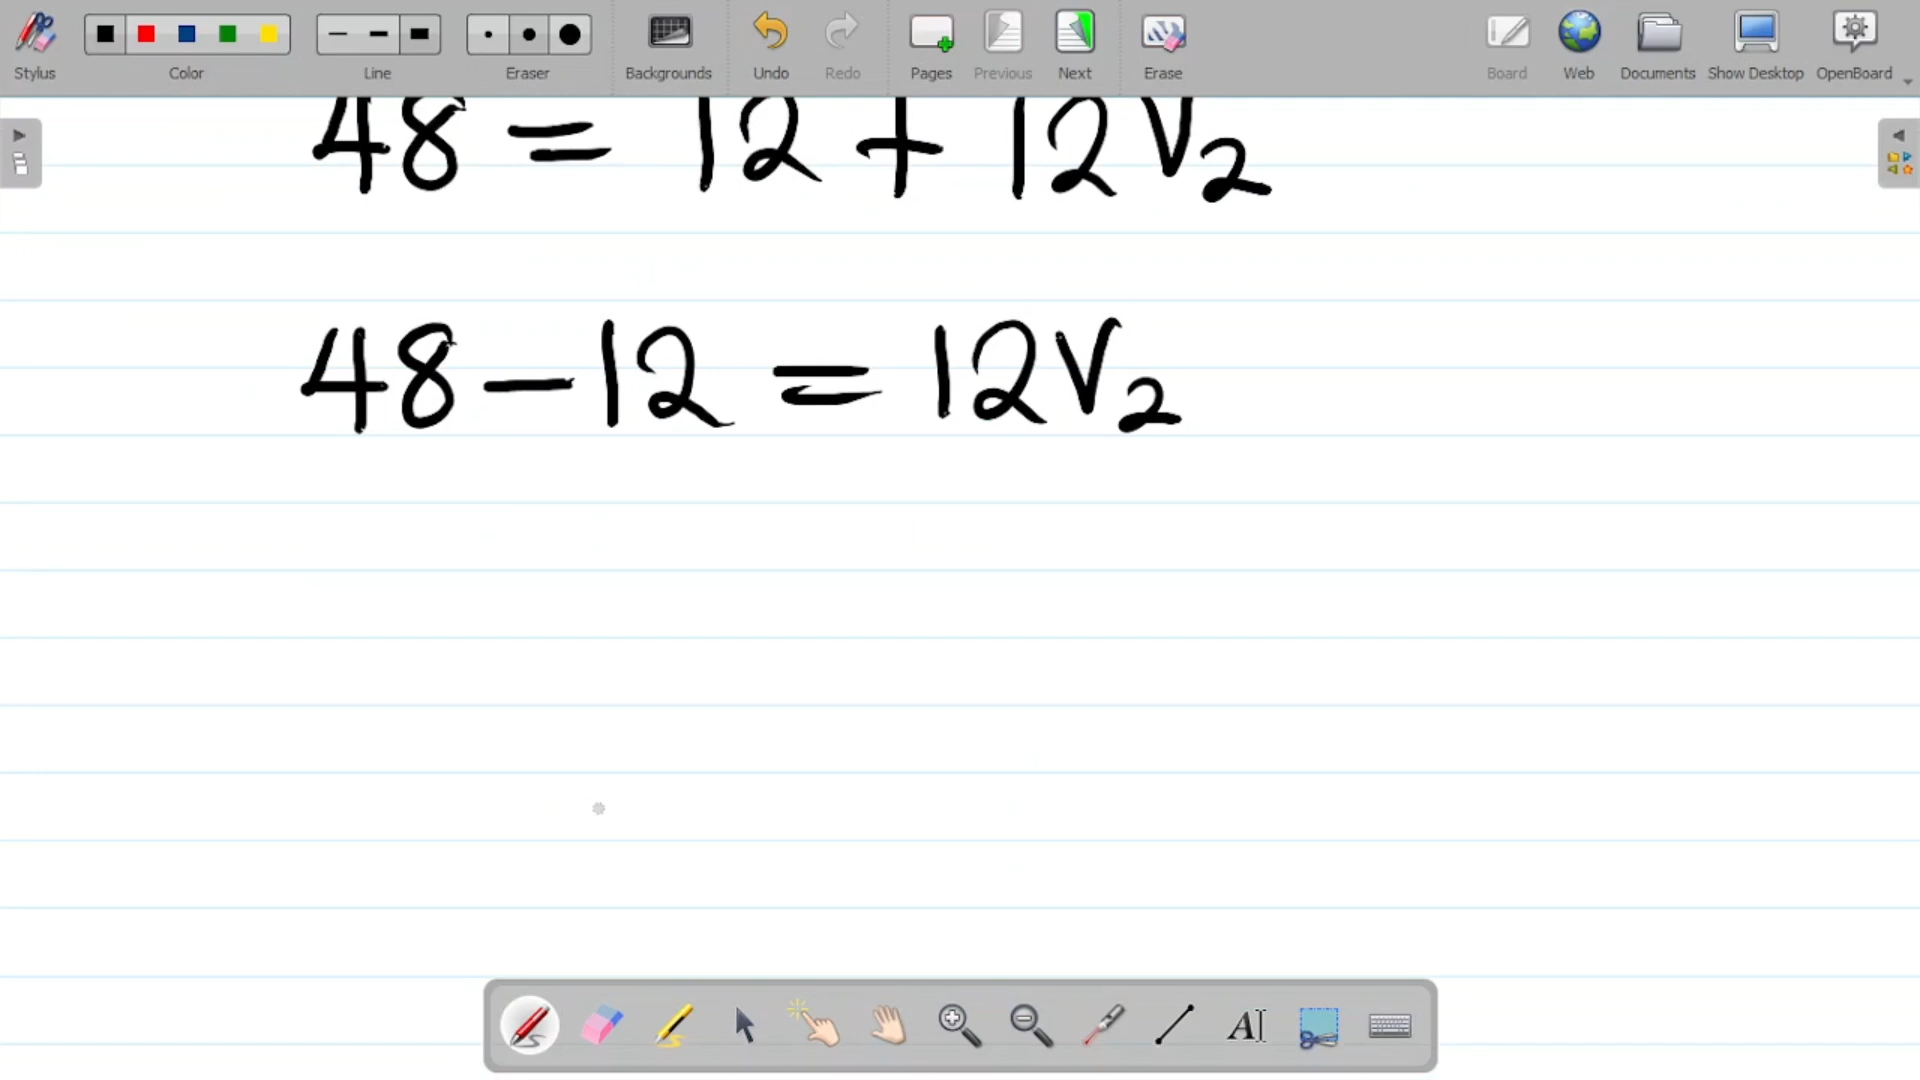 Stylus
Color
Line
Eraser
Backgrounds
Undo
Redo
Pages
Previous
Next
Erase
Board
Web
Documents
Show Desktop
OpenBoard
48 = 12 + 12V₂
48 - 12 = 12V₂